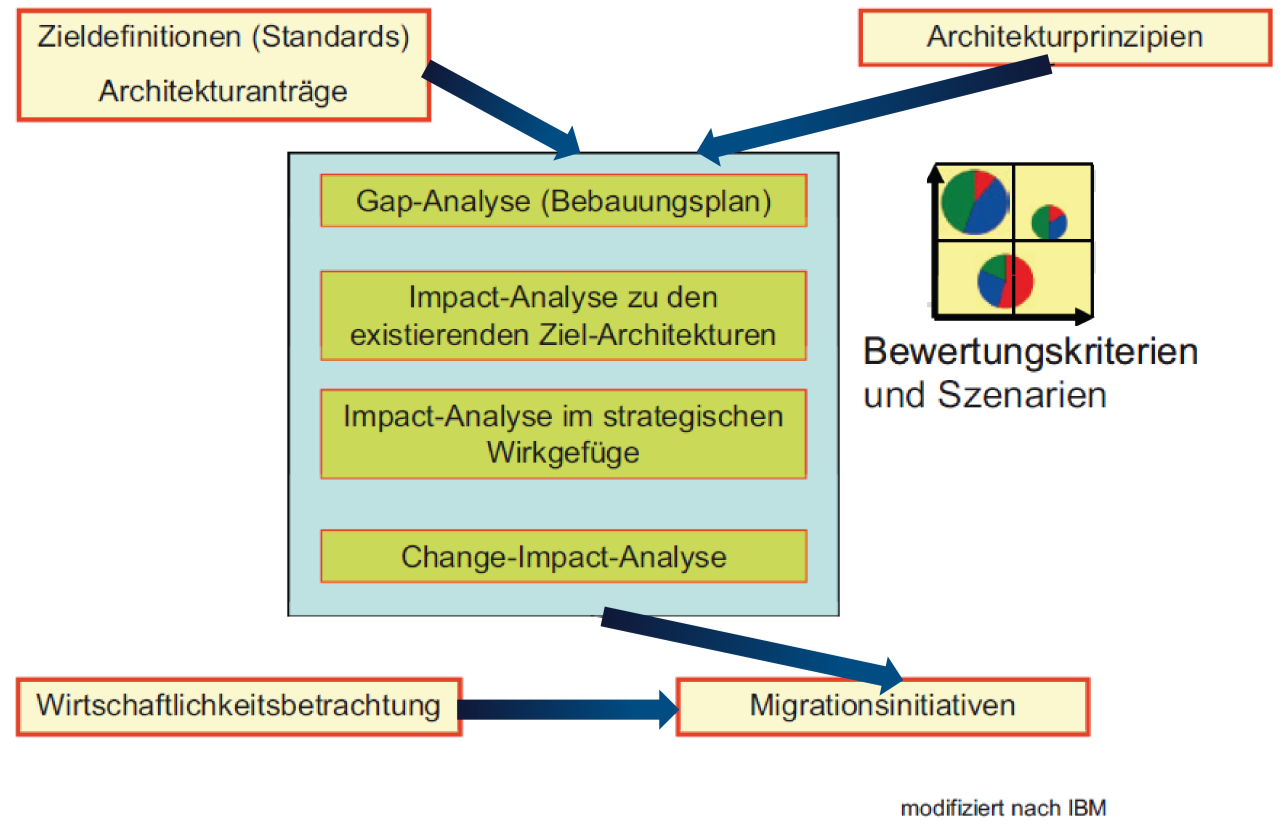 Zieldefinitionen (Standards)
Architekturanträge
Architekturprinzipien
Gap-Analyse (Bebauungsplan)
Impact-Analyse zu den
existierenden Ziel-Architekturen
Impact-Analyse im strategischen
Wirkgefüge
Change-Impact-Analyse
Bewertungskriterien
und Szenarien
Wirtschaftlichkeitsbetrachtung
Migrationsinitiativen
modifiziert nach IBM